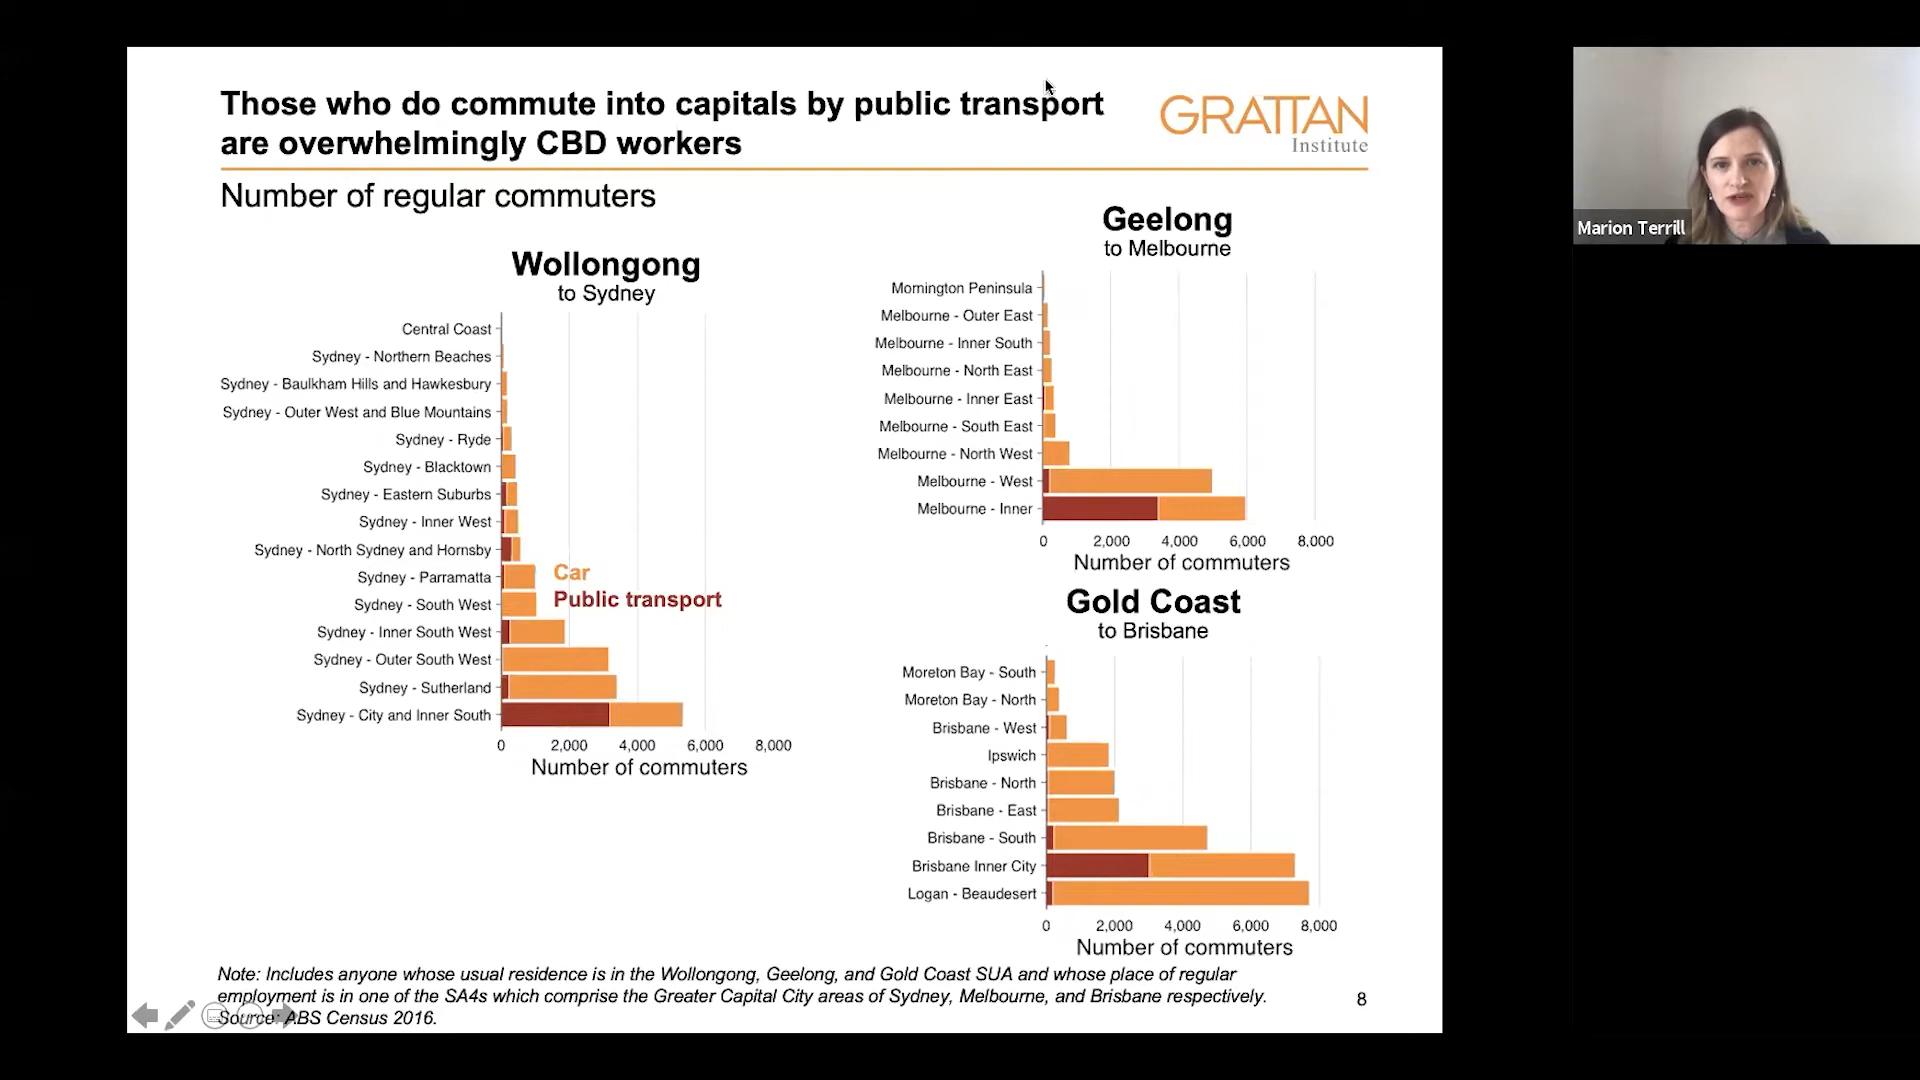 Those who do commute into capitals by public transport
are overwhelmingly CBD workers
GRATTAN
Institute
Number of regular commuters
Wollongong
to Sydney
Central Coast
Sydney - Northern Beaches
Sydney - Baulkham Hills and Hawkesbury
Sydney - Outer West and Blue Mountains
Sydney - Ryde
Sydney - Blacktown
Sydney - Eastern Suburbs
Sydney - Inner West
Sydney - North Sydney and Hornsby
Sydney - Parramatta
Sydney - South West
Sydney - Inner South West
Sydney - Outer South West
Sydney - Sutherland
Sydney - City and Inner South
Car
Public transport
0 2,000 4,000 6,000 8,000
Number of commuters
Geelong
to Melbourne
Mornington Peninsula
Melbourne - Outer East
Melbourne - Inner South
Melbourne - North East
Melbourne - Inner East
Melbourne - South East
Melbourne - North West
Melbourne - West
Melbourne - Inner
0 2,000 4,000 6,000 8,000
Number of commuters
Gold Coast
to Brisbane
Moreton Bay - South
Moreton Bay - North
Brisbane - West
Ipswich
Brisbane - North
Brisbane - East
Brisbane - South
Brisbane Inner City
Logan - Beaudesert
0 2,000 4,000 6,000 8,000
Number of commuters
Note: Includes anyone whose usual residence is in the Wollongong, Geelong, and Gold Coast SUA and whose place of regular
employment is in one of the SA4s which comprise the Greater Capital City areas of Sydney, Melbourne, and Brisbane respectively.
Source: ABS Census 2016.
8
Marion Terrill